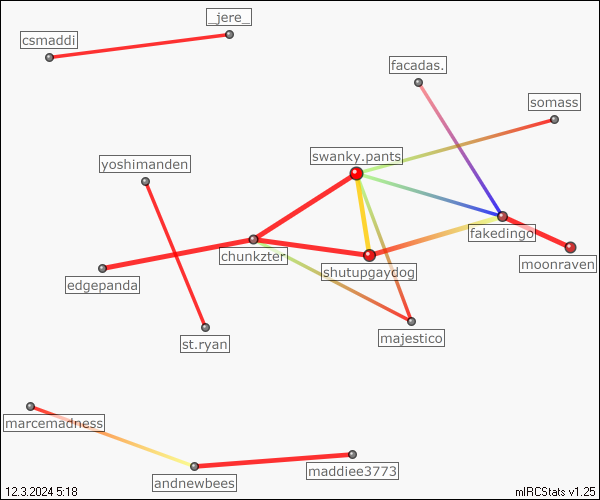 _jere_
csmaddi
facadas.
somass
swanky.pants
yoshimanden
fakedingo
chunkzter
moonraven
shutupgaydog
edgepanda
majestico
st.ryan
marcemadness
maddiee3773
andnewbees
12.3.2024 5:18
mIRCStats v1.25